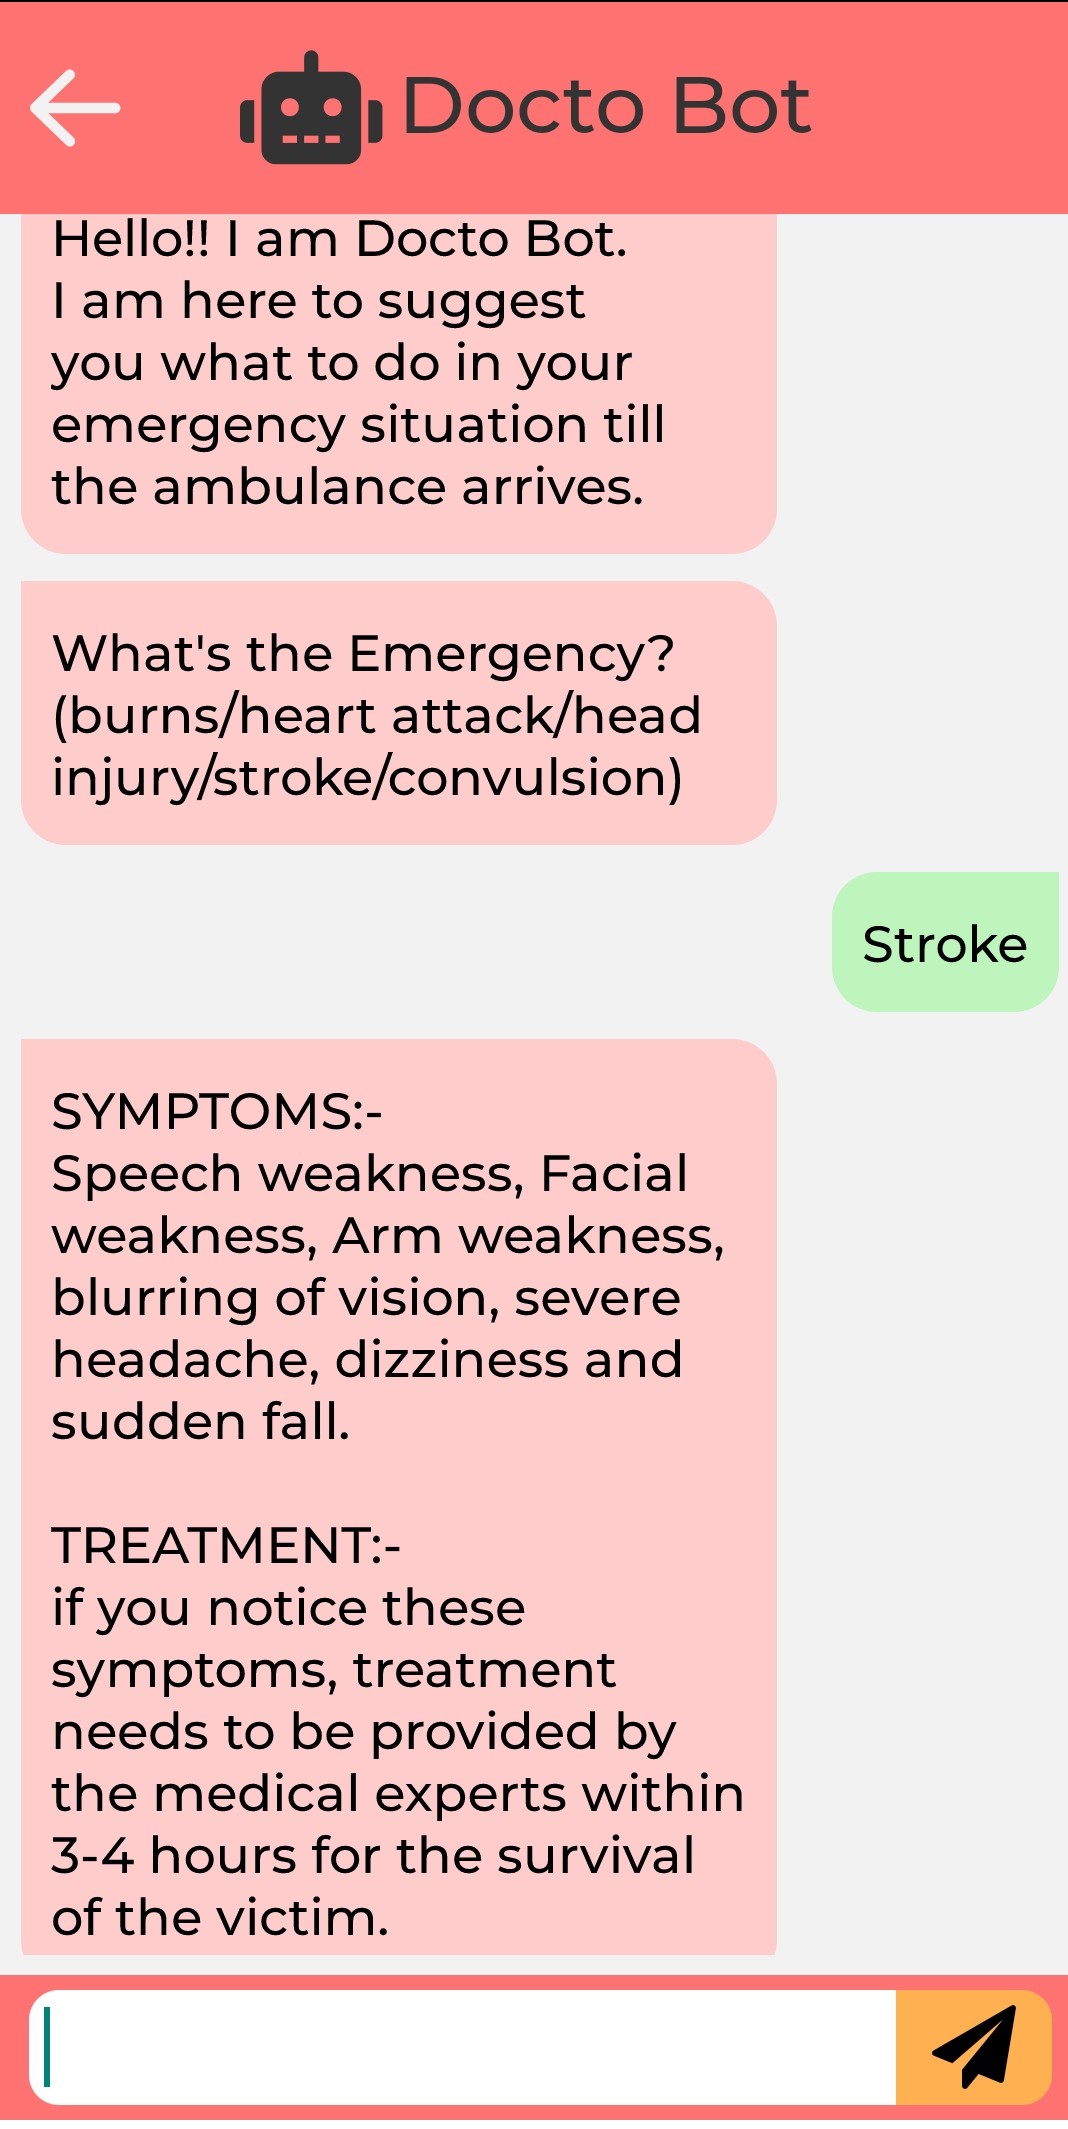 Docto Bot
Hello!! I am Docto Bot.
I am here to suggest
you what to do in your
emergency situation till
the ambulance arrives.
What's the Emergency?
(burns/heart attack/head
injury/stroke/convulsion)
Stroke
SYMPTOMS:-
Speech weakness, Facial
weakness, Arm weakness,
blurring of vision, severe
headache, dizziness and
sudden fall.
TREATMENT:-
if you notice these
symptoms, treatment
needs to be provided by
the medical experts within
3-4 hours for the survival
of the victim.